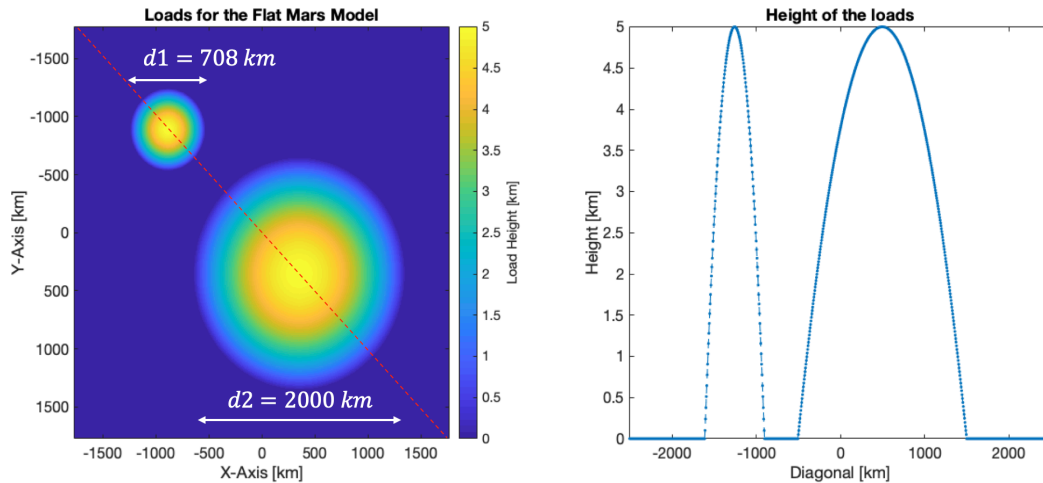 Loads for the Flat Mars Model
d1 = 708 km
d2 = 2000 km
-1500
-1000
-500
0
500
1000
1500
Y-Axis [km]
-1500 -1000 -500 0 500 1000 1500
X-Axis [km]
5
4.5
4
3.5
3
2.5
2
1.5
1
0.5
0
Load Height [km]
Height of the loads
5
4.5
4
3.5
3
2.5
2
1.5
1
0.5
0
Height [km]
-2000 -1000 0 1000 2000
Diagonal [km]